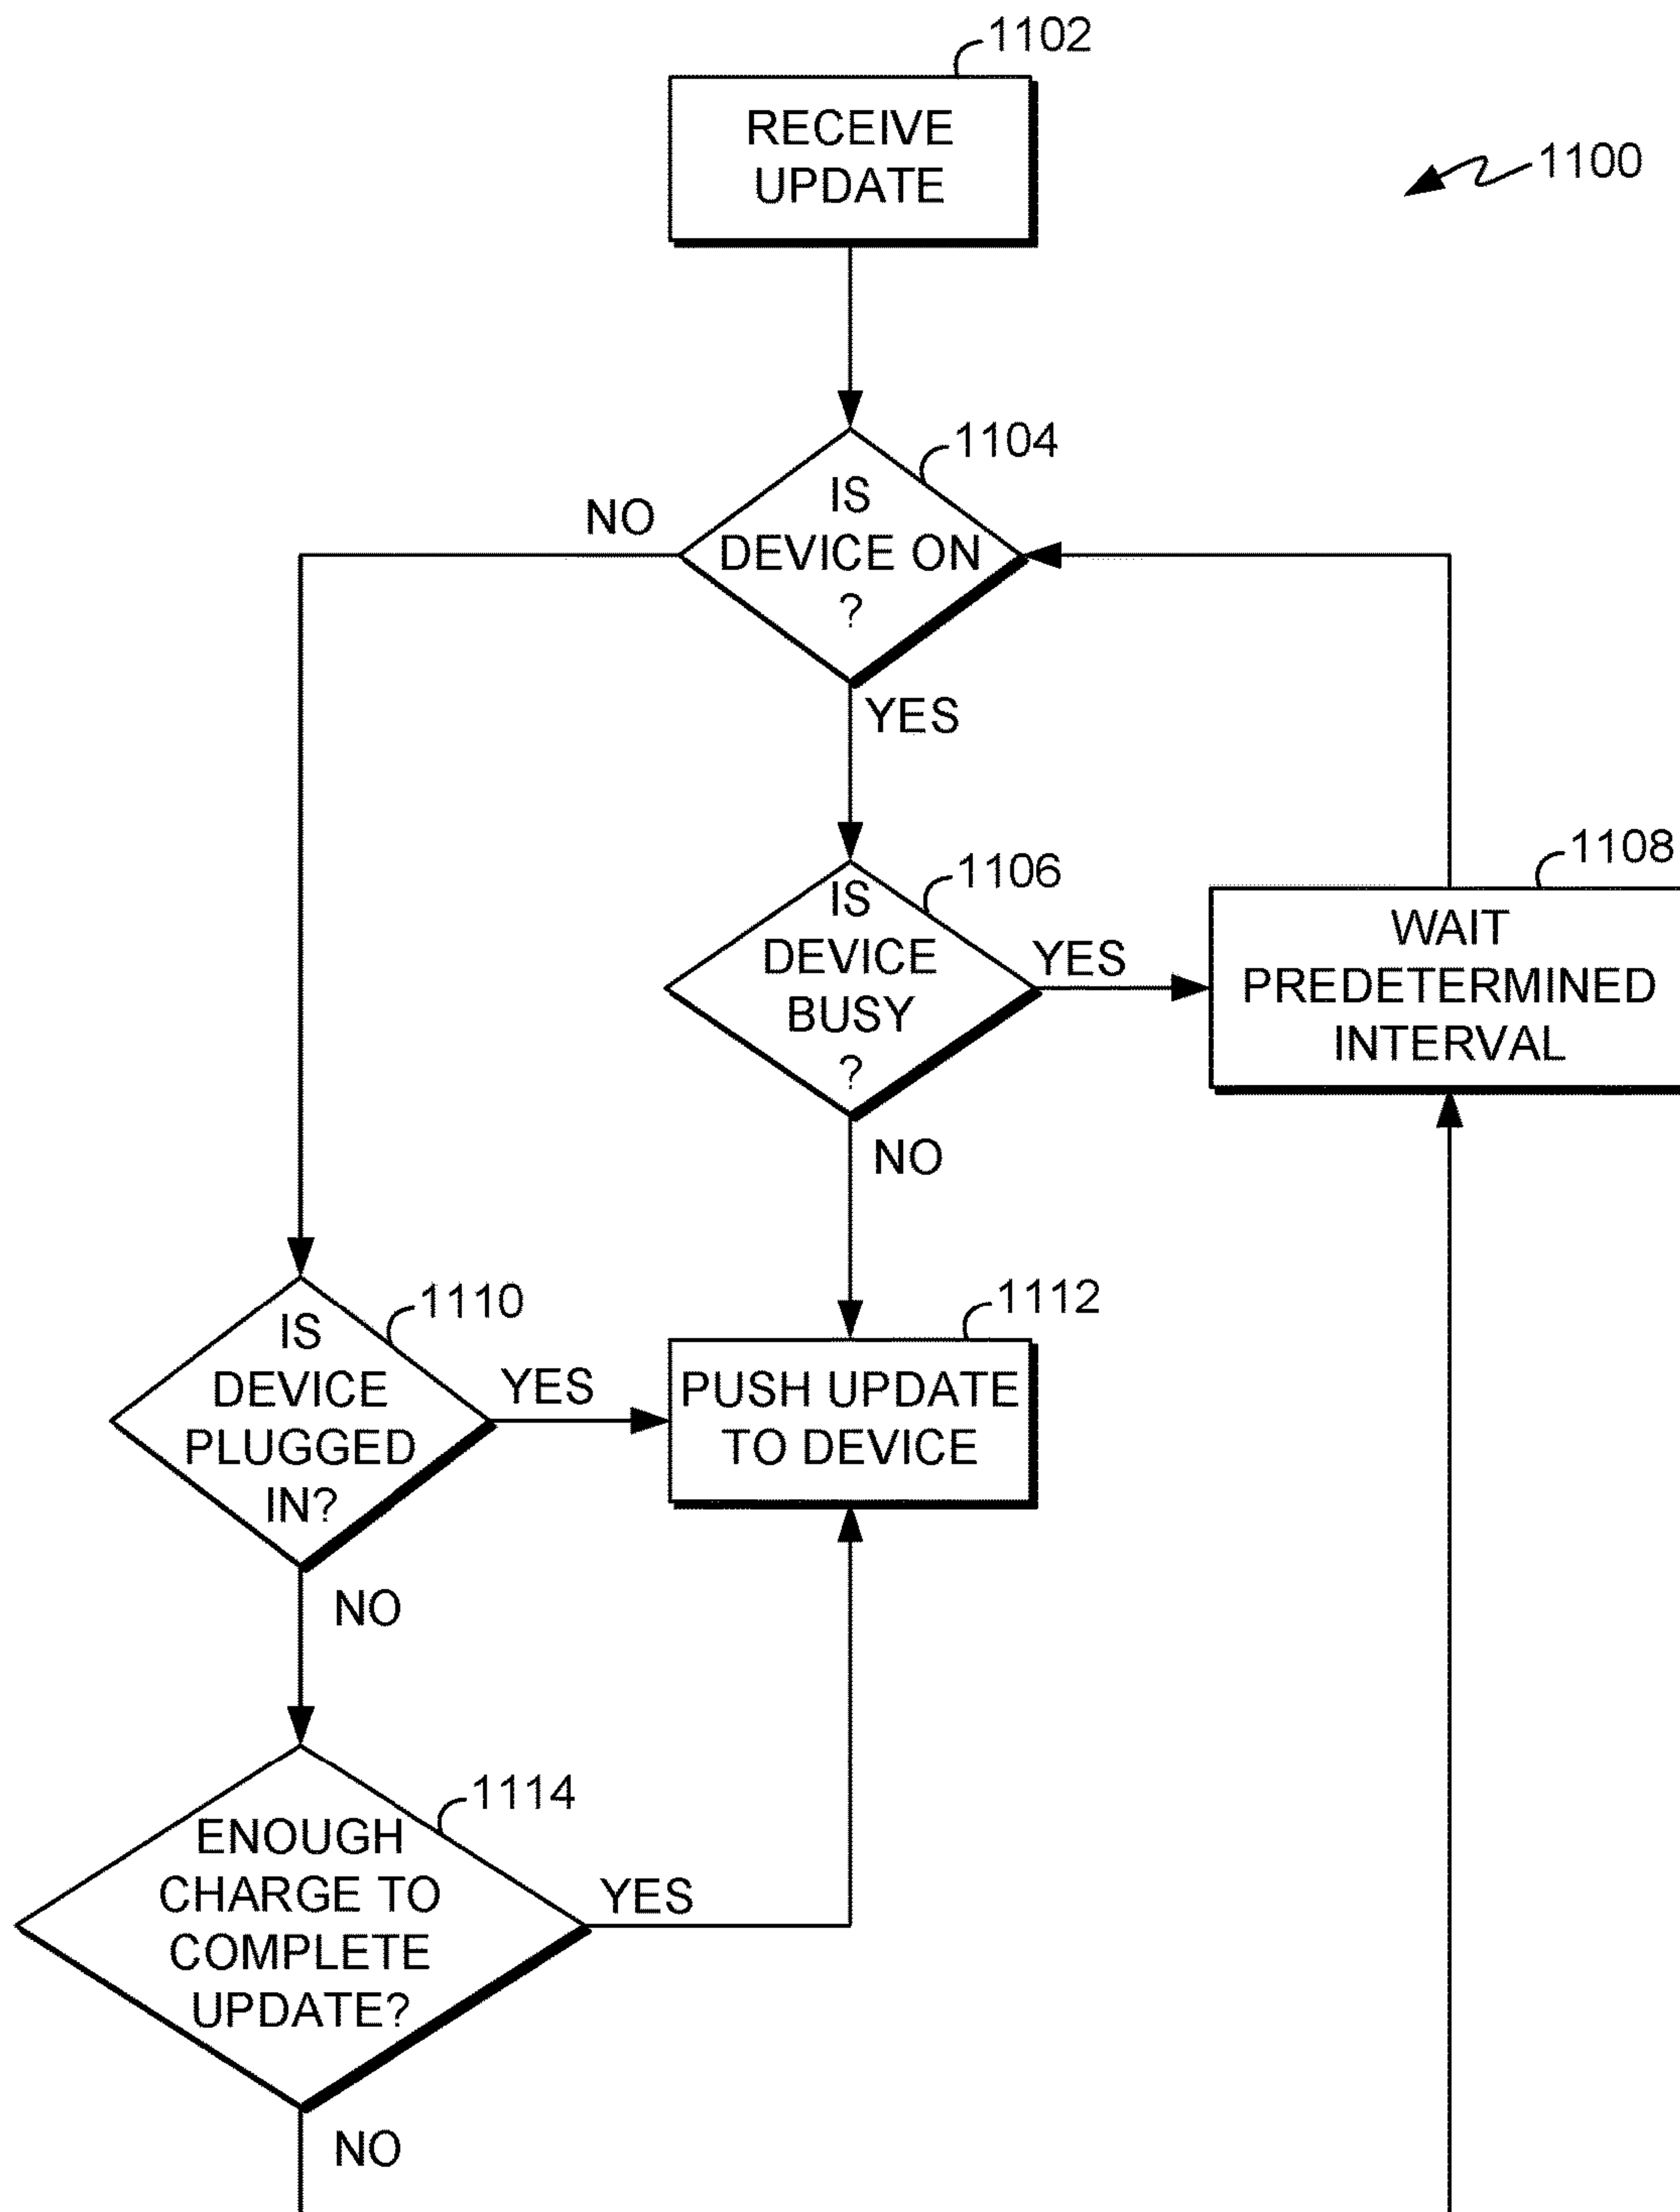 1102
RECEIVE
UPDATE
1100
1104
IS
DEVICE ON
?
NO
YES
1106
IS
DEVICE
BUSY
?
YES
1108
WAIT
PREDETERMINED
INTERVAL
NO
1110
IS
DEVICE
PLUGGED
IN?
YES
1112
PUSH UPDATE
TO DEVICE
NO
1114
ENOUGH
CHARGE TO
COMPLETE
UPDATE?
YES
NO